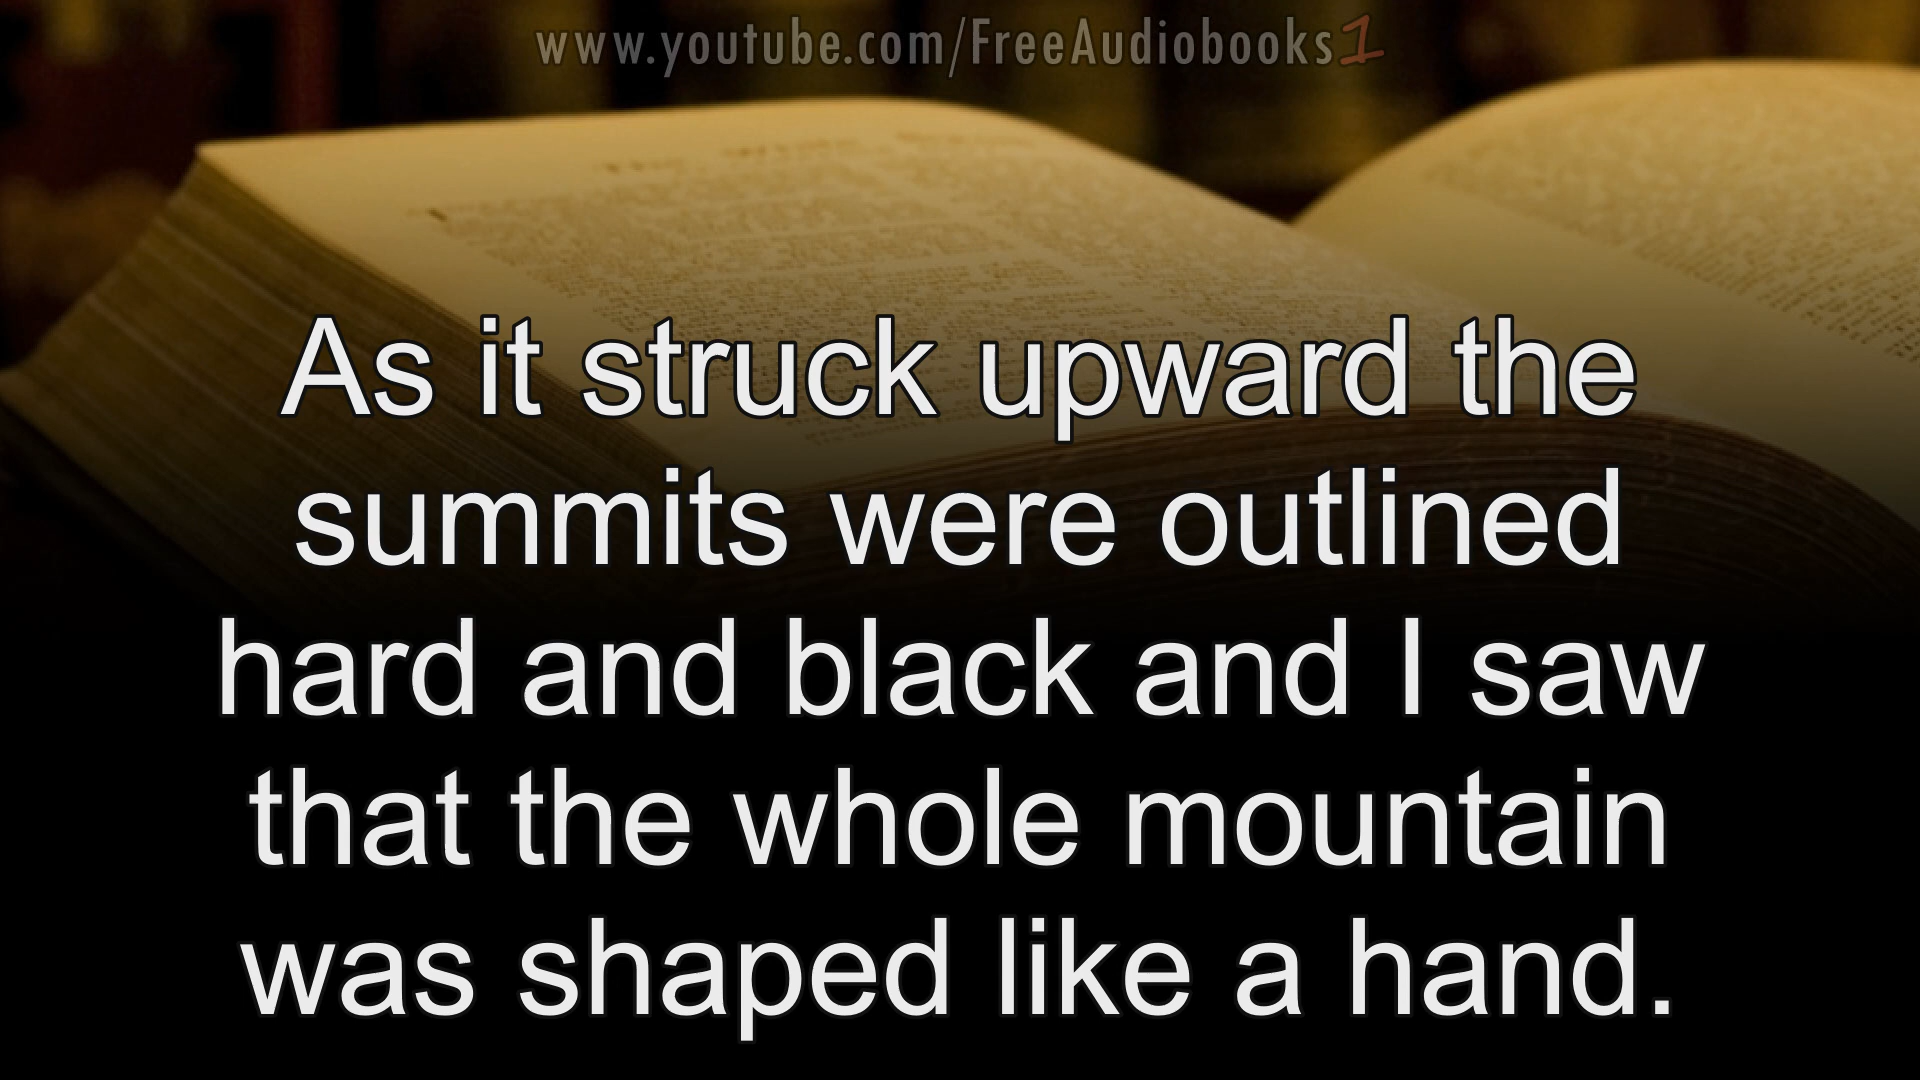 www.youtube.com/FreeAudiobooks1
As it struck upward the
summits were outlined
hard and black and I saw
that the whole mountain
was shaped like a hand.